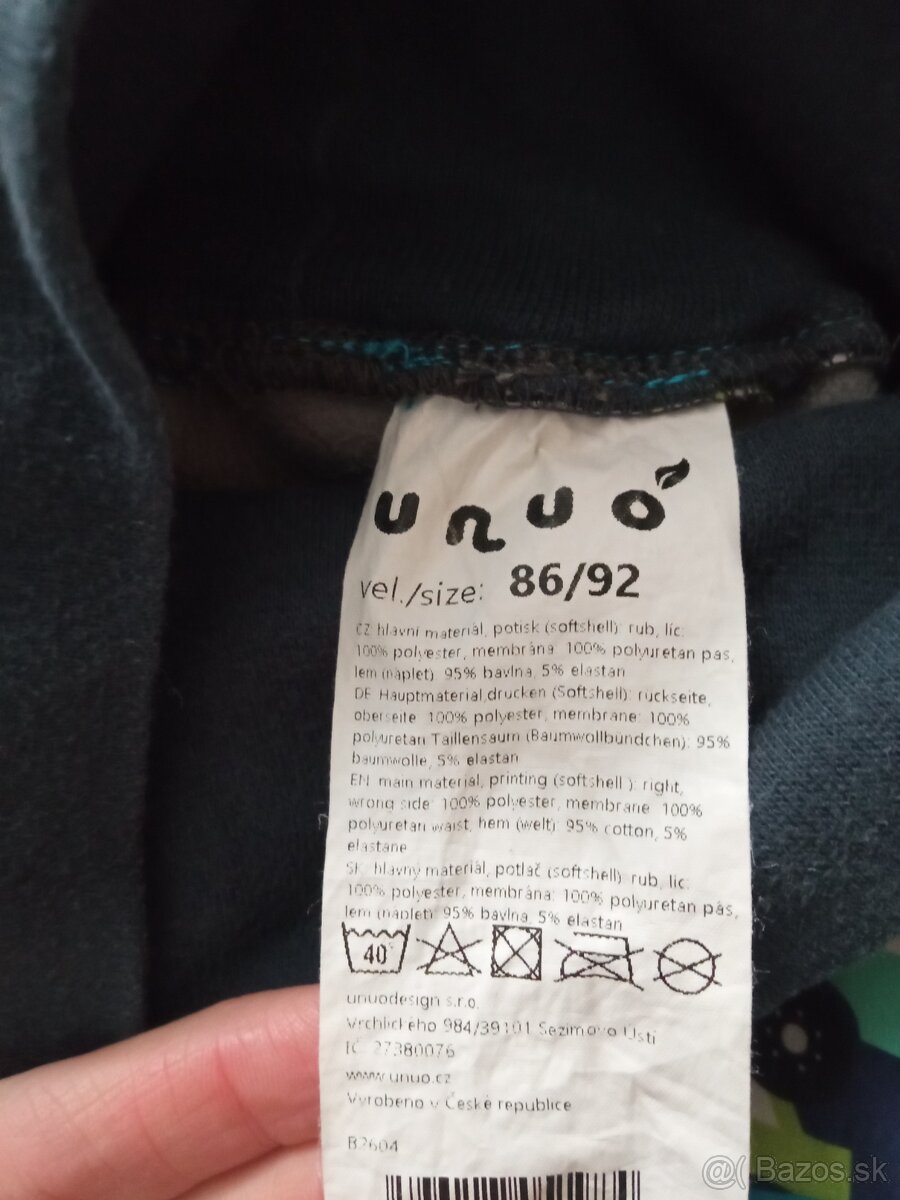 unuo
vel./size: 86/92
CZ hlavní materiál, potisk (softshell): rub, líc:
100% polyester, membrána: 100% polyuretan pas,
lem (náplet): 95% bavlna, 5% elastan
DE Hauptmaterial,drucken (Softshell): rückseite,
oberseite: 100% polyester, membrane: 100%
polyuretan Taillensaum (Baumwollbündchen): 95%
baumwolle, 5% elastan
EN: main material, printing (softshell ): right,
wrong side: 100% polyester, membrane: 100%
polyuretan waist, hem (welt): 95% cotton, 5%
elastane
SK: hlavný materiál, potlač (softshell): rub, líc:
100% polyester, membrána: 100% polyuretan pás,
lem (náplet): 95% bavlna, 5% elastan
40°
unuodesign s.r.o.
Vrchlického 984/39101 Sezimovo Ústí
IČ: 27380076
www.unuo.cz
Vyrobeno v České republice
B2604
@( Bazos.sk